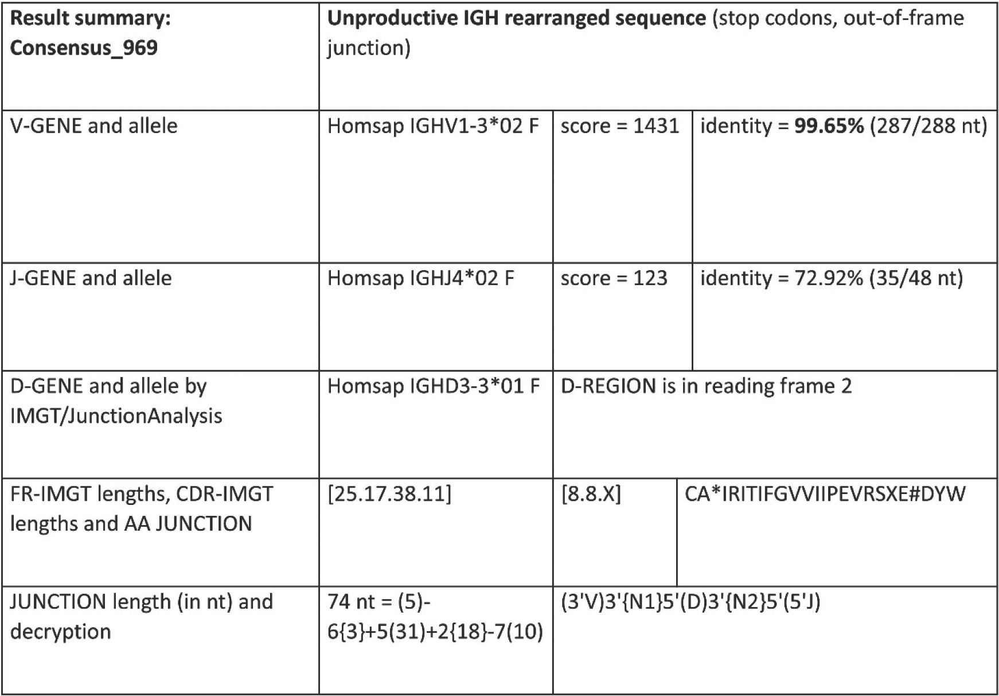 Result summary:
Consensus_969
Unproductive IGH rearranged sequence (stop codons, out-of-frame
junction)
V-GENE and allele
Homsap IGHV1-3*02 F
score = 1431
identity = 99.65% (287/288 nt)
J-GENE and allele
Homsap IGHJ4*02 F
score = 123
identity = 72.92% (35/48 nt)
D-GENE and allele by
IMGT/JunctionAnalysis
Homsap IGHD3-3*01 F
D-REGION is in reading frame 2
FR-IMGT lengths, CDR-IMGT
lengths and AA JUNCTION
[25.17.38.11]
[8.8.X]
CA*IRITIFGVVIIPEVRSXE#DYW
JUNCTION length (in nt) and
decryption
74 nt = (5)-
6{3}+5(31)+2{18}-7(10)
(3'V)3'{N1}5'(D)3'{N2}5'(5'J)